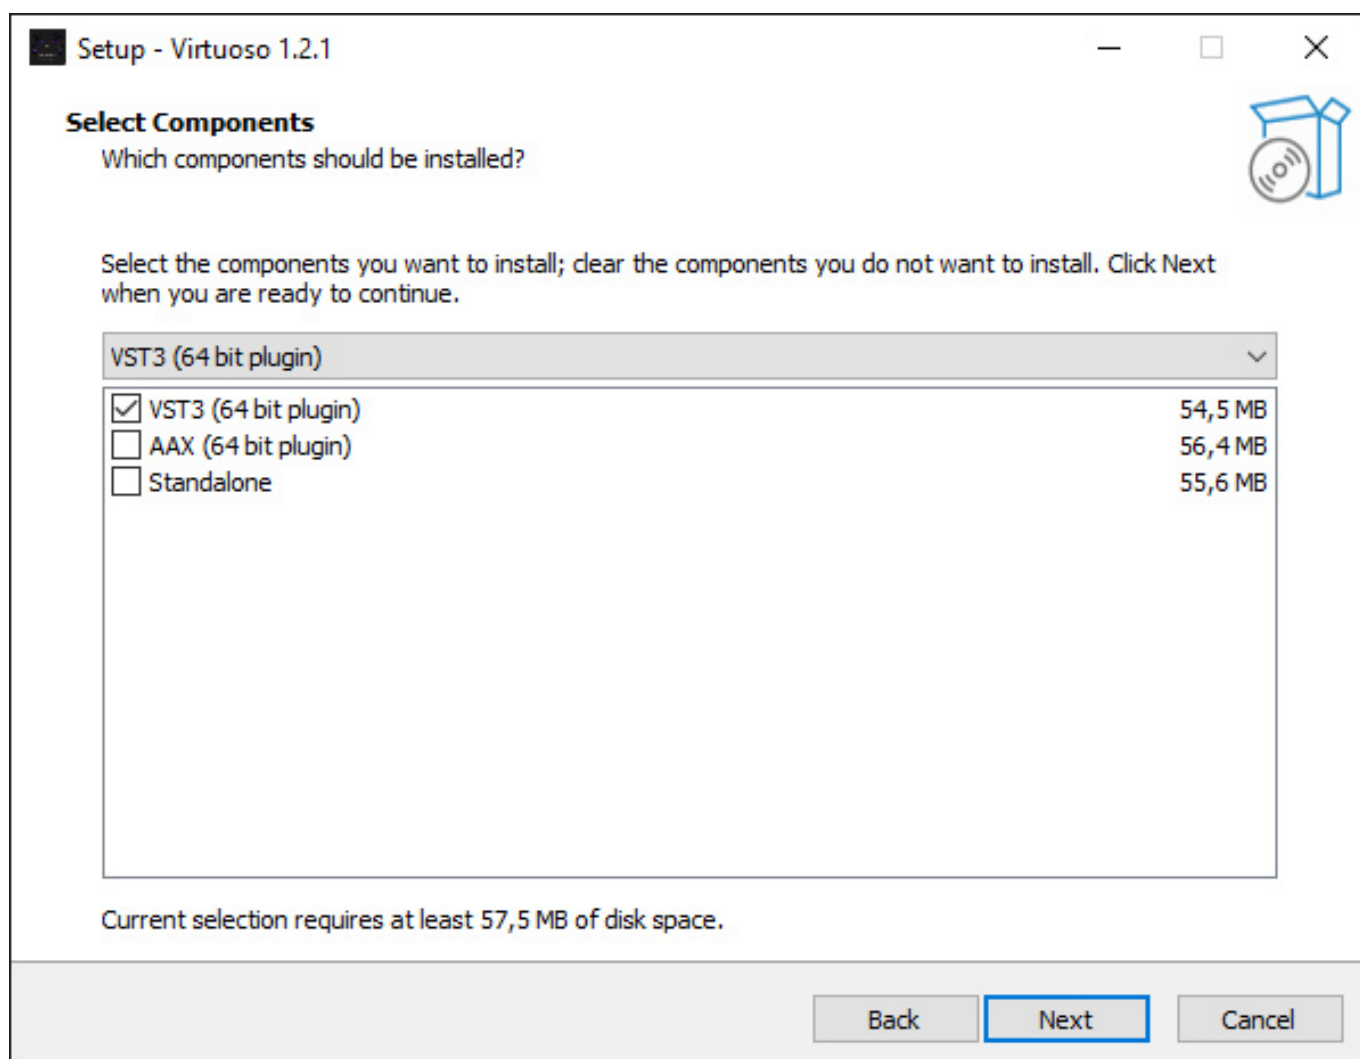 Setup - Virtuoso 1.2.1
Select Components
Which components should be installed?
Select the components you want to install; clear the components you do not want to install. Click Next
when you are ready to continue.
VST3 (64 bit plugin)
VST3 (64 bit plugin) 54,5 MB
AAX (64 bit plugin) 56,4 MB
Standalone 55,6 MB
Current selection requires at least 57,5 MB of disk space.
Back Next Cancel